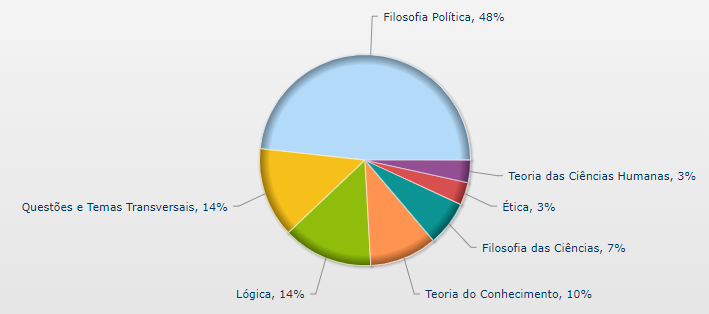 Filosofia Política, 48%
Teoria das Ciências Humanas, 3%
Questões e Temas Transversais, 14%
Ética, 3%
Filosofia das Ciências, 7%
Lógica, 14%
Teoria do Conhecimento, 10%